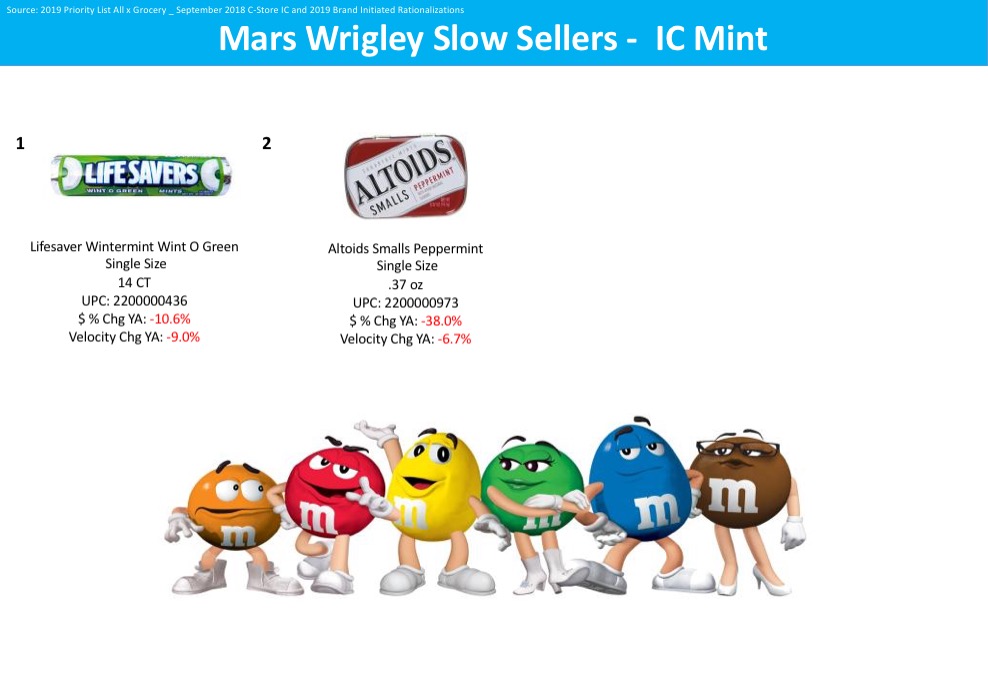 Source: 2019 Priority List All x Grocery _ September 2018 C-Store IC and 2019 Brand Initiated Rationalizations
Mars Wrigley Slow Sellers - IC Mint
1
LIFE SAVERS
WINT O GREEN MINTS
Lifesaver Wintermint Wint O Green
Single Size
14 CT
UPC: 2200000436
$ % Chg YA: -10.6%
Velocity Chg YA: -9.0%
2
ALTOIDS
SMALLS
PEPPERMINT
Altoids Smalls Peppermint
Single Size
.37 oz
UPC: 2200000973
$ % Chg YA: -38.0%
Velocity Chg YA: -6.7%
m
m
m
m
m
m